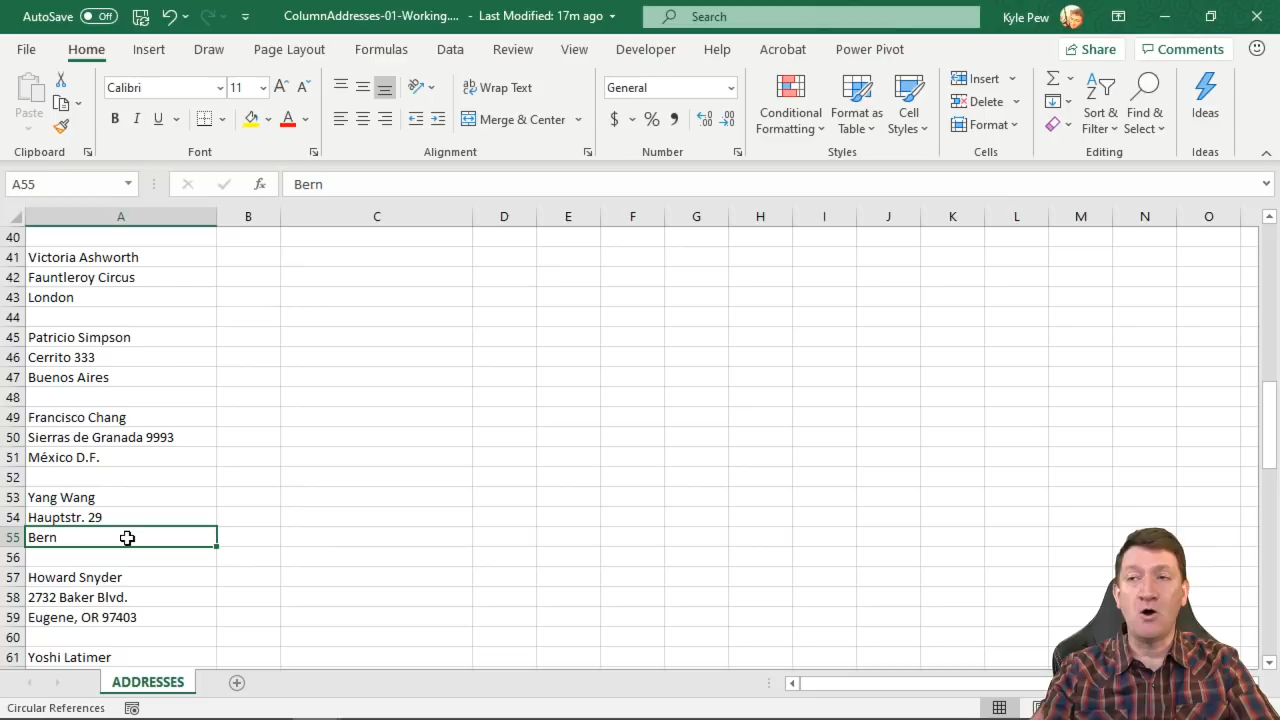 AutoSave Off ColumnAddresses-01-Working.... - Last Modified: 17m ago Search Kyle Pew
File Home Insert Draw Page Layout Formulas Data Review View Developer Help Acrobat Power Pivot Share Comments
Paste
Clipboard
Calibri 11
B I U A
Font
Wrap Text
Merge & Center
Alignment
General
$ % ,
Number
Conditional Formatting
Format as Table
Cell Styles
Styles
Insert
Delete
Format
Cells
Sort & Filter
Find & Select
Editing
Ideas
Ideas
A55 fx Bern
A B C D E F G H I J K L M N O
40
41 Victoria Ashworth
42 Fauntleroy Circus
43 London
44
45 Patricio Simpson
46 Cerrito 333
47 Buenos Aires
48
49 Francisco Chang
50 Sierras de Granada 9993
51 México D.F.
52
53 Yang Wang
54 Hauptstr. 29
55 Bern
56
57 Howard Snyder
58 2732 Baker Blvd.
59 Eugene, OR 97403
60
61 Yoshi Latimer
ADDRESSES
Circular References